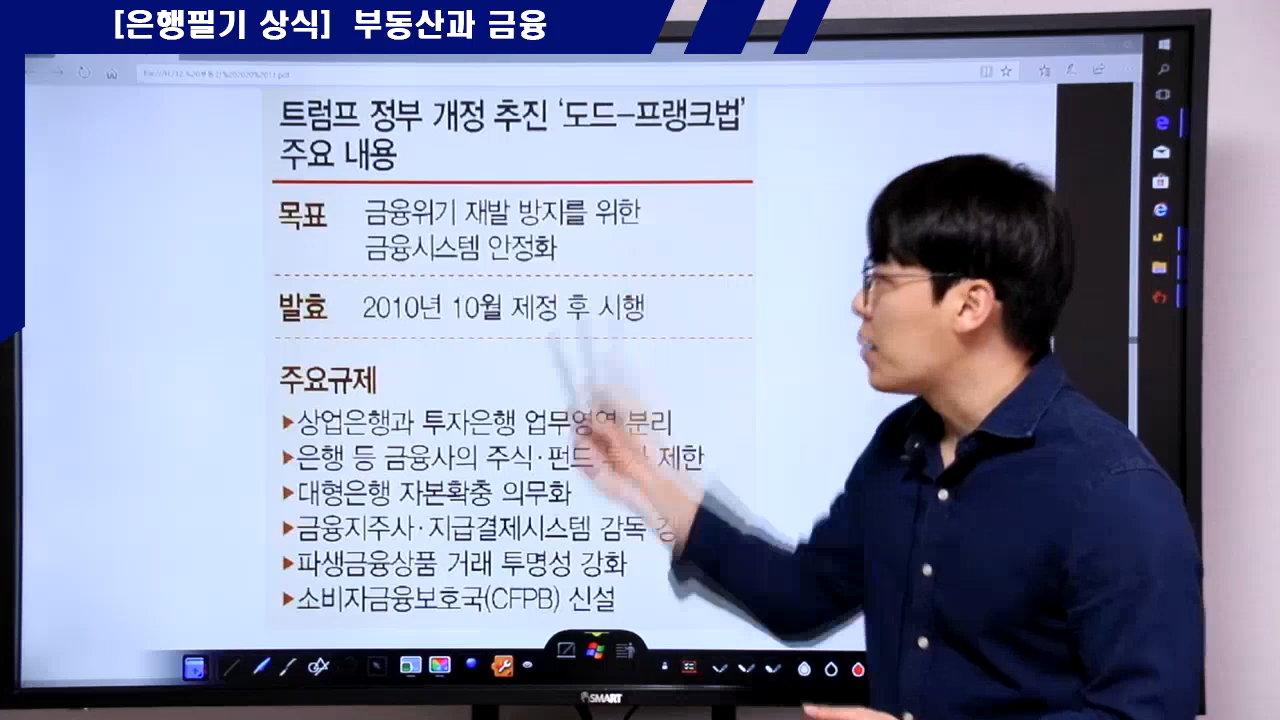 [은행필기 상식] 부동산과 금융
트럼프 정부 개정 추진 ‘도드-프랭크법’
주요 내용
목표 금융위기 재발 방지를 위한
금융시스템 안정화
발효 2010년 10월 제정 후 시행
주요규제
▶상업은행과 투자은행 업무영역 분리
▶은행 등 금융사의 주식·펀드 제한
▶대형은행 자본확충 의무화
▶금융지주사·지급결제시스템 감독
▶파생금융상품 거래 투명성 강화
▶소비자금융보호국(CFPB) 신설
SMART